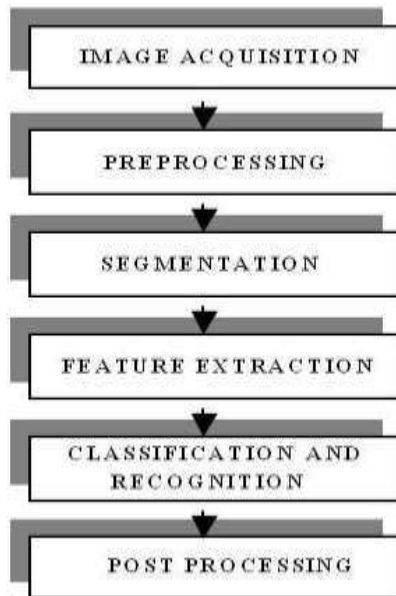 IMAGE ACQUISITION
PREPROCESSING
SEGMENTATION
FEATURE EXTRACTION
CLASSIFICATION AND
RECOGNITION
POST PROCESSING